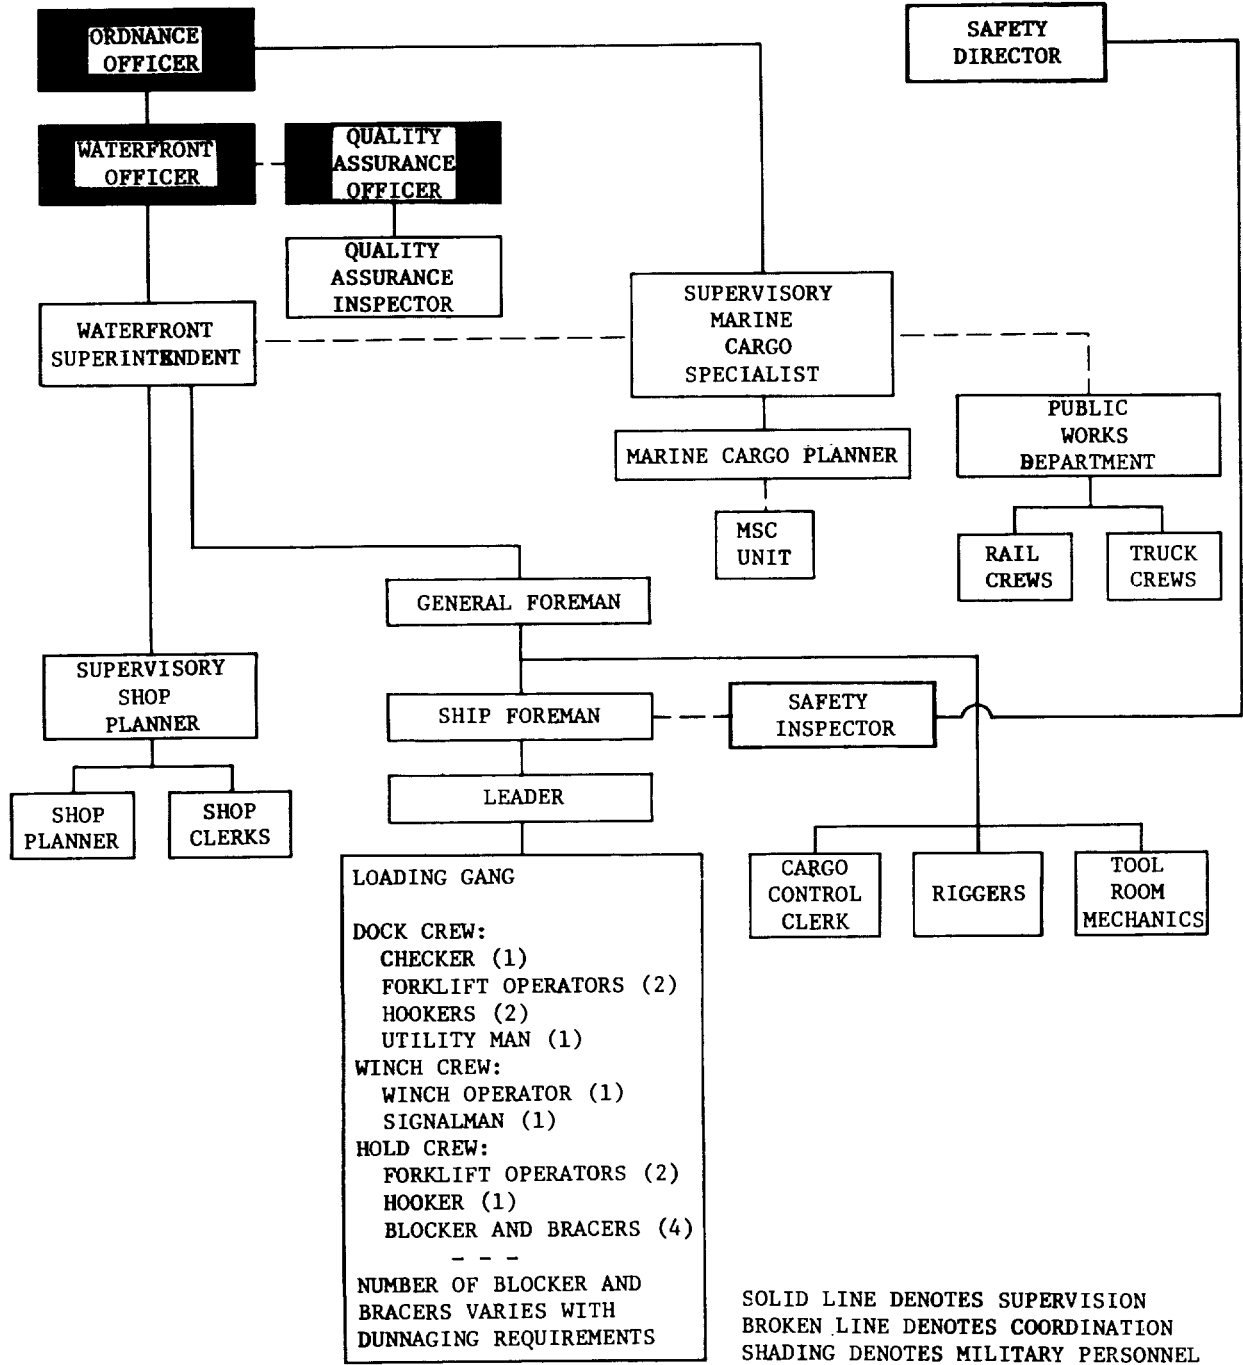 ORDNANCE
OFFICER
SAFETY
DIRECTOR
WATERFRONT
OFFICER
QUALITY
ASSURANCE
OFFICER
QUALITY
ASSURANCE
INSPECTOR
WATERFRONT
SUPERINTENDENT
SUPERVISORY
MARINE
CARGO
SPECIALIST
PUBLIC
WORKS
DEPARTMENT
MARINE CARGO PLANNER
MSC
UNIT
RAIL
CREWS
TRUCK
CREWS
GENERAL FOREMAN
SUPERVISORY
SHOP
PLANNER
SHIP FOREMAN
SAFETY
INSPECTOR
SHOP
PLANNER
SHOP
CLERKS
LEADER
CARGO
CONTROL
CLERK
RIGGERS
TOOL
ROOM
MECHANICS
LOADING GANG
DOCK CREW:
CHECKER (1)
FORKLIFT OPERATORS (2)
HOOKERS (2)
UTILITY MAN (1)
WINCH CREW:
WINCH OPERATOR (1)
SIGNALMAN (1)
HOLD CREW:
FORKLIFT OPERATORS (2)
HOOKER (1)
BLOCKER AND BRACERS (4)
- - -
NUMBER OF BLOCKER AND
BRACERS VARIES WITH
DUNNAGING REQUIREMENTS
SOLID LINE DENOTES SUPERVISION
BROKEN LINE DENOTES COORDINATION
SHADING DENOTES MILITARY PERSONNEL